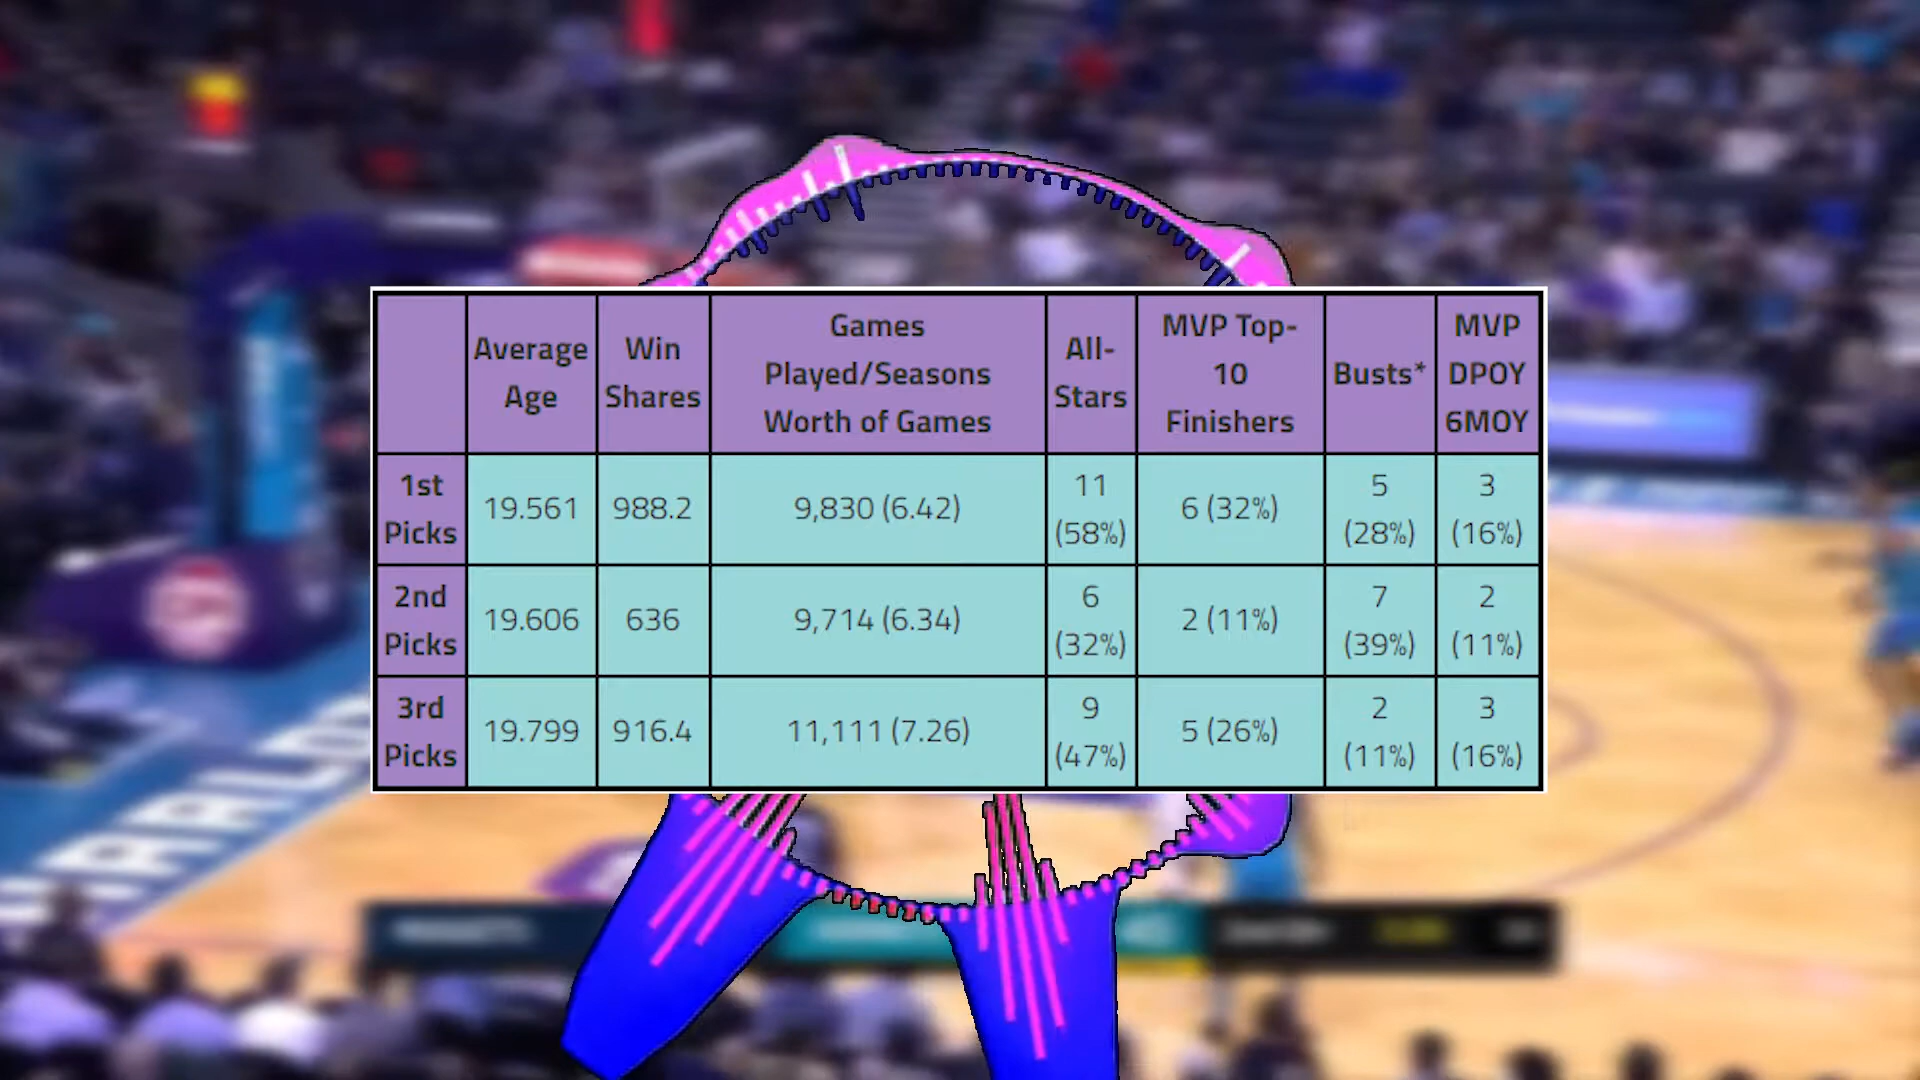 Average Age
Win Shares
Games Played/Seasons Worth of Games
All-Stars
MVP Top-10 Finishers
Busts*
MVP DPOY 6MOY
1st Picks
19.561
988.2
9,830 (6.42)
11 (58%)
6 (32%)
5 (28%)
3 (16%)
2nd Picks
19.606
636
9,714 (6.34)
6 (32%)
2 (11%)
7 (39%)
2 (11%)
3rd Picks
19.799
916.4
11,111 (7.26)
9 (47%)
5 (26%)
2 (11%)
3 (16%)